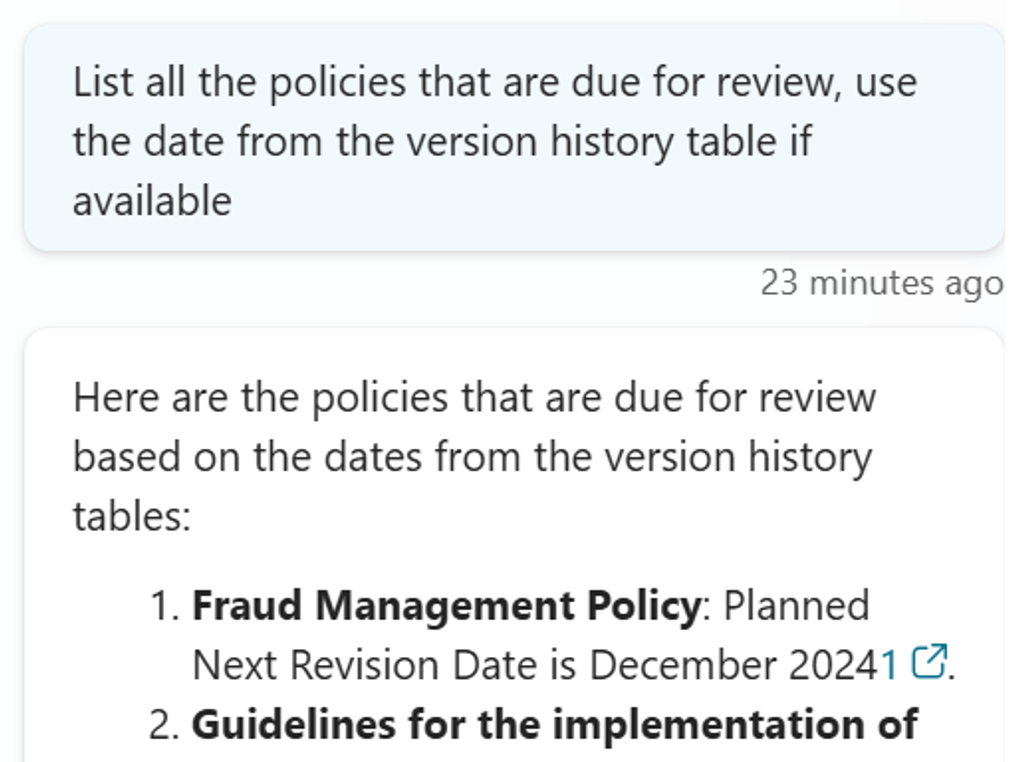 List all the policies that are due for review, use
the date from the version history table if
available
23 minutes ago
Here are the policies that are due for review
based on the dates from the version history
tables:
1. Fraud Management Policy: Planned
Next Revision Date is December 20241.
2. Guidelines for the implementation of